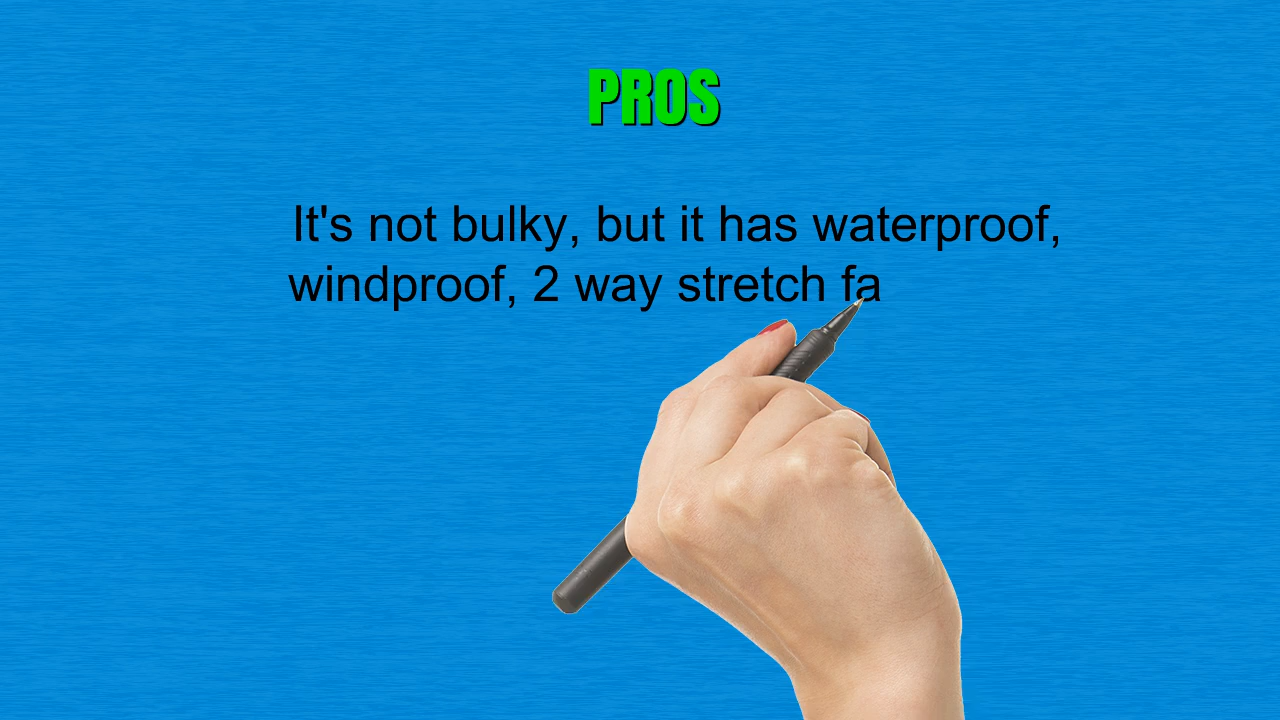 PROS
It's not bulky, but it has waterproof,
windproof, 2 way stretch fa